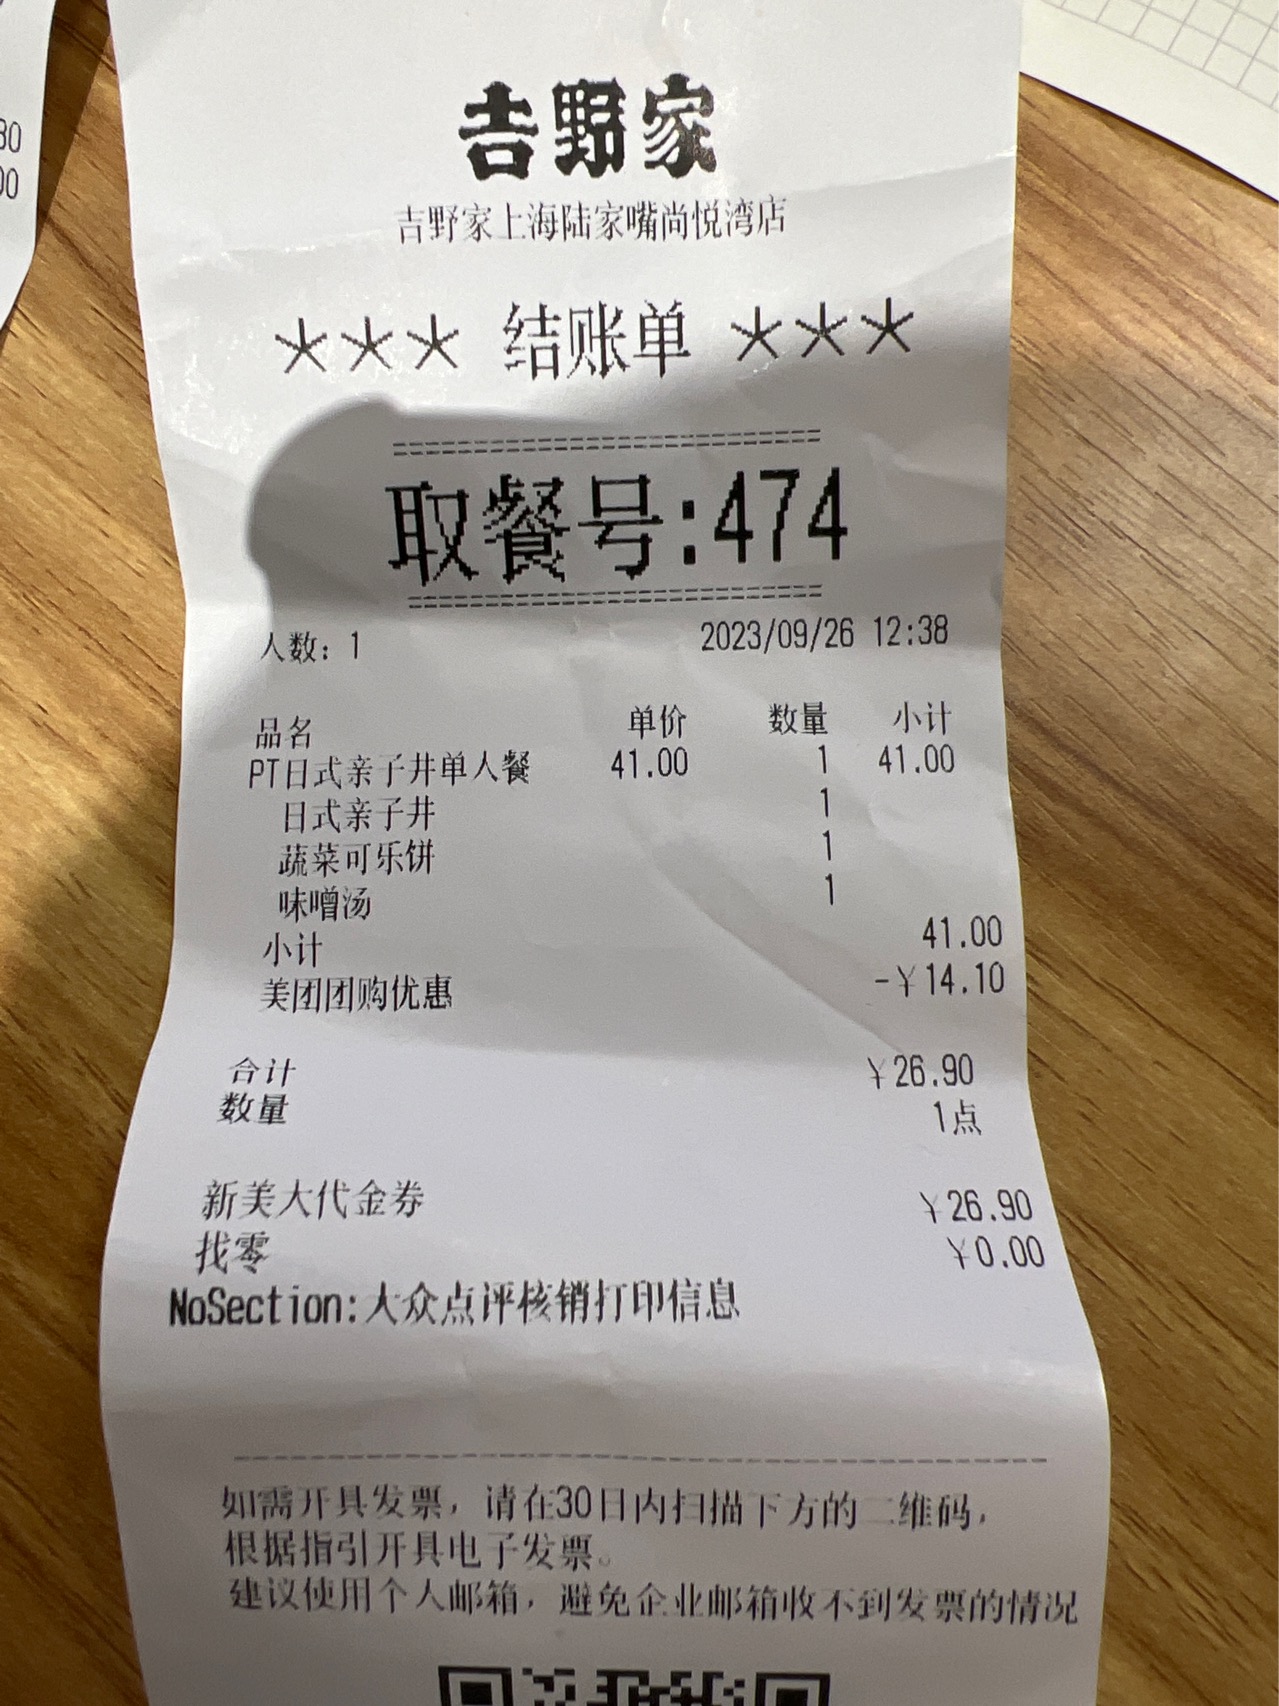 30
00
吉野家
吉野家上海陆家嘴尚悦湾店
*** 结账单 ***
取餐号:474
人数: 1 2023/09/26 12:38
品名 单价 数量 小计
PT日式亲子井单人餐 41.00 1 41.00
日式亲子井 1
蔬菜可乐饼 1
味噌汤 1
小计 41.00
美团团购优惠 -¥14.10
合计 ¥26.90
数量 1点
新美大代金券 ¥26.90
找零 ¥0.00
NoSection:大众点评核销打印信息
如需开具发票，请在30日内扫描下方的二维码，
根据指引开具电子发票。
建议使用个人邮箱，避免企业邮箱收不到发票的情况